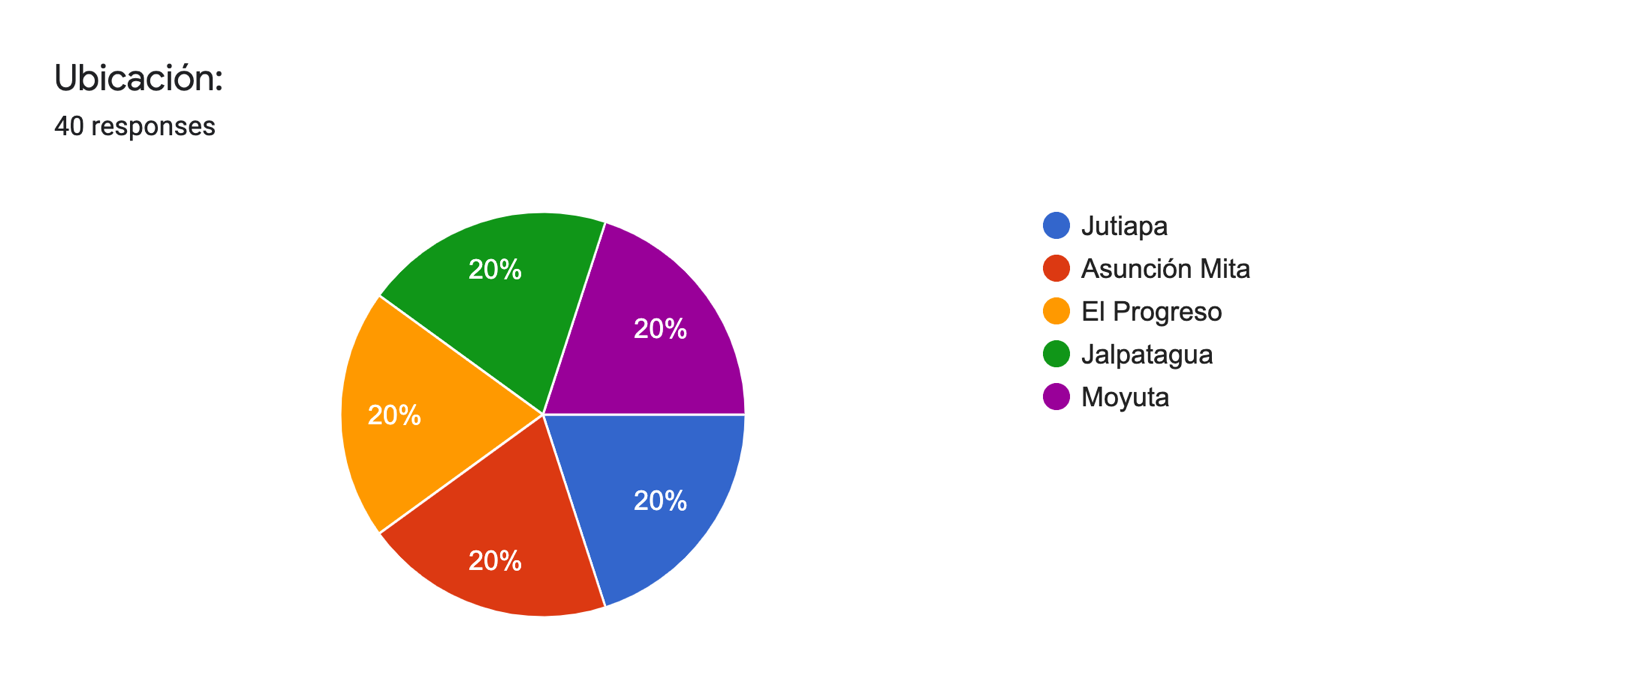 Ubicación:
40 responses
20%
20%
20%
20%
20%
Jutiapa
Asunción Mita
El Progreso
Jalpatagua
Moyuta